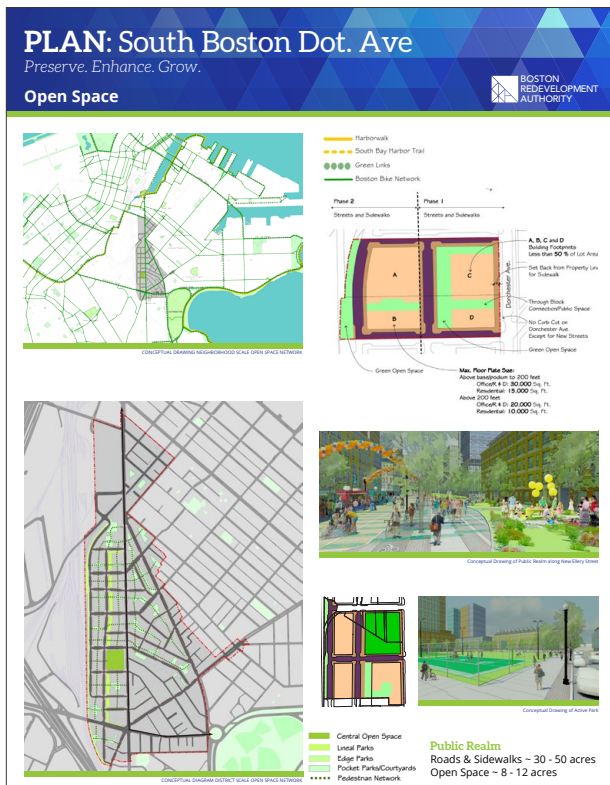 PLAN: South Boston Dot. Ave
Preserve. Enhance. Grow.
Open Space
BOSTON
REDEVELOPMENT
AUTHORITY
CONCEPTUAL DRAWING NEIGHBORHOOD SCALE OPEN SPACE NETWORK
Harborwalk
South Bay Harbor Trail
Green Links
Boston Bike Network
Phase 2
Phase 1
Streets and Sidewalks
Streets and Sidewalks
A
B
C
D
Dorchester Ave.
A, B, C and D
Building Footprints
Less than 50 % of Lot Area
Set Back from Property Line
for Sidewalk
Through Block
Connection/Public Space
No Curb Cut on
Dorchester Ave.
Except for New Streets
Green Open Space
Green Open Space
Max. Floor Plate Size:
Above base/podium to 200 feet
Office/R & D: 30,000 Sq. Ft.
Residential: 15,000 Sq. Ft.
Above 200 feet
Office/R & D: 20,000 Sq. Ft.
Residential: 10,000 Sq. Ft.
Conceptual Drawing of Public Realm along New Ellery Street
Conceptual Drawing of Active Park
CONCEPTUAL DIAGRAM DISTRICT SCALE OPEN SPACE NETWORK
Central Open Space
Lineal Parks
Edge Parks
Pocket Parks/Courtyards
Pedestrian Network
Public Realm
Roads & Sidewalks ~ 30 - 50 acres
Open Space ~ 8 - 12 acres